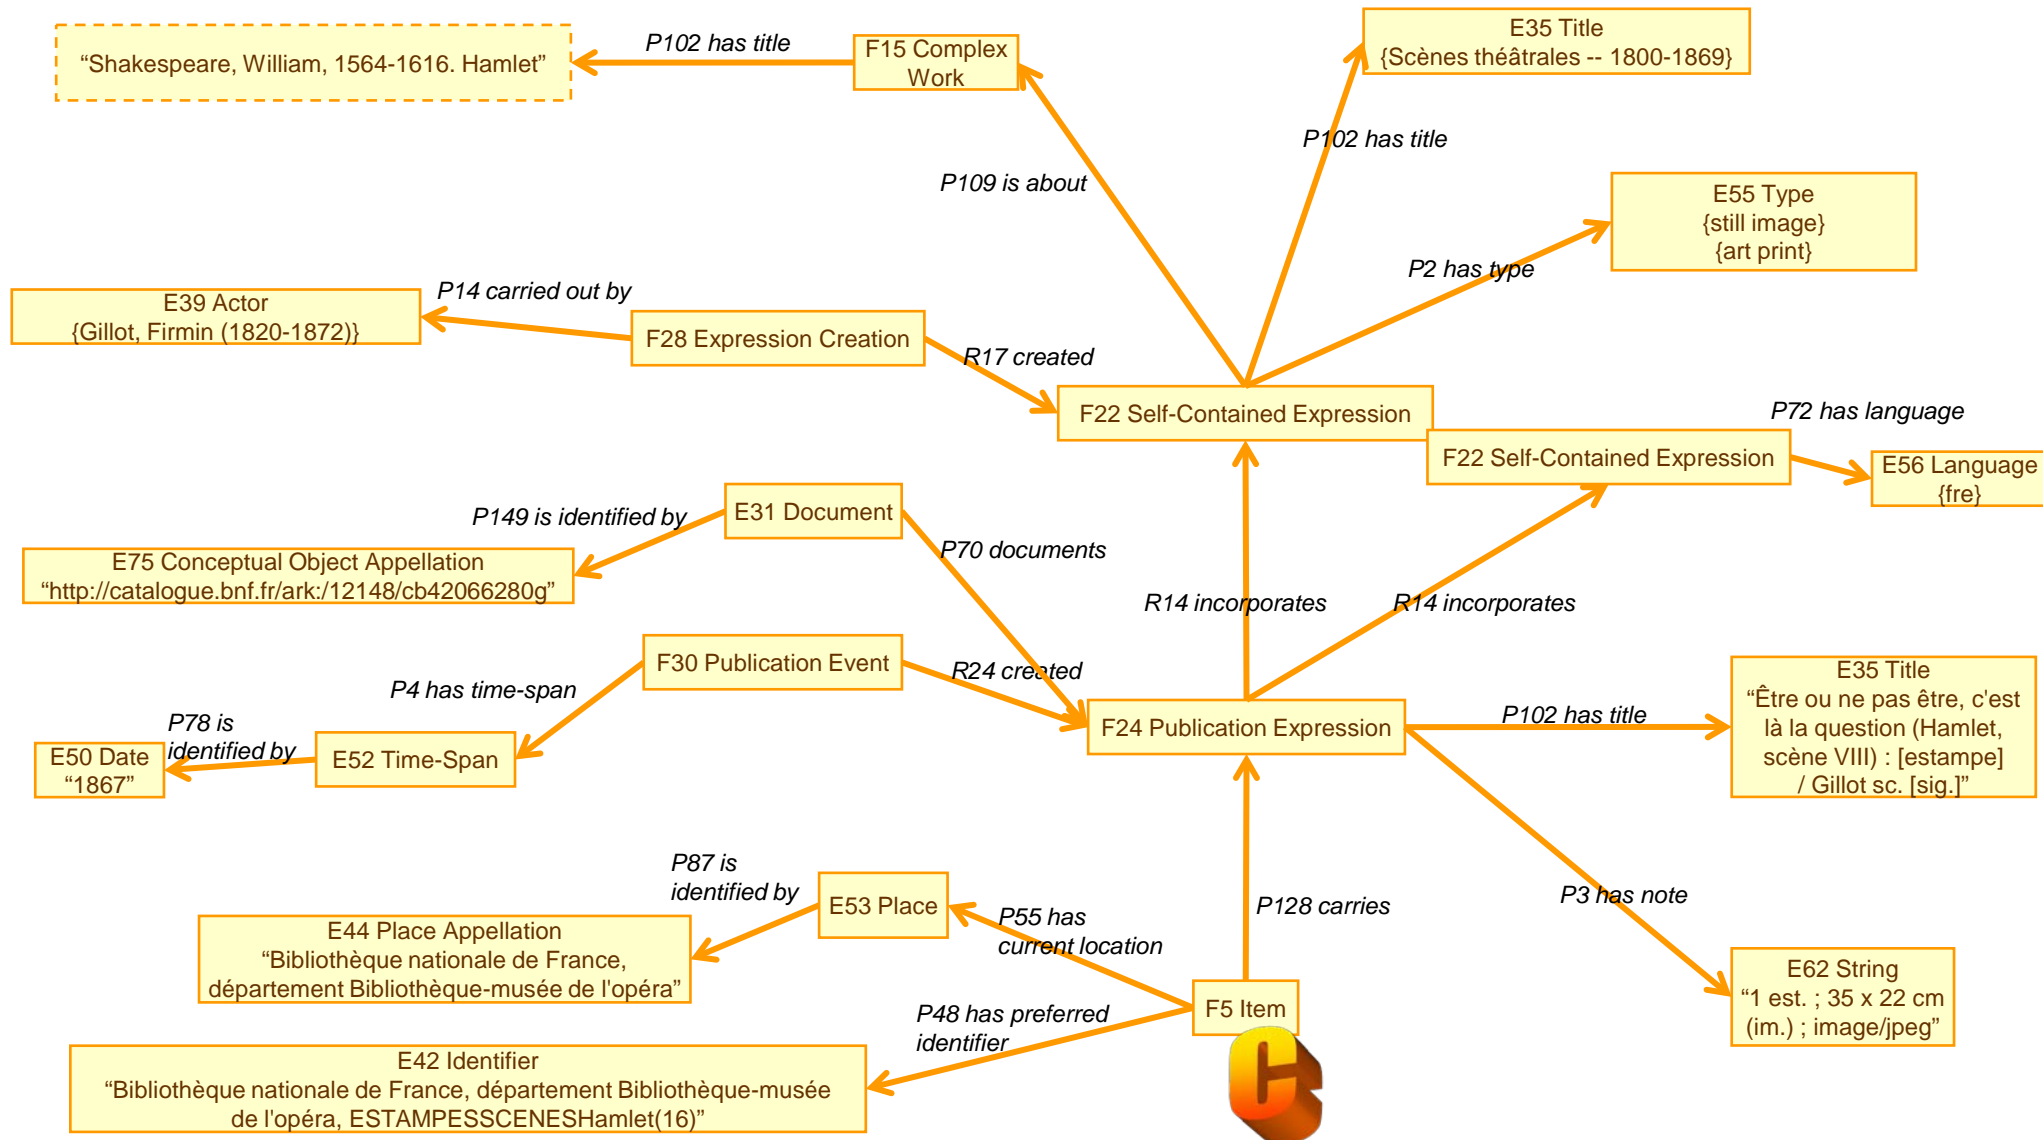 “Shakespeare, William, 1564-1616. Hamlet”
P102 has title
F15 Complex
Work
E35 Title
{Scènes théâtrales -- 1800-1869}
P102 has title
P109 is about
E55 Type
{still image}
{art print}
P2 has type
E39 Actor
{Gillot, Firmin (1820-1872)}
P14 carried out by
F28 Expression Creation
R17 created
F22 Self-Contained Expression
F22 Self-Contained Expression
P72 has language
E56 Language
{fre}
P149 is identified by
E31 Document
E75 Conceptual Object Appellation
“http://catalogue.bnf.fr/ark:/12148/cb42066280g”
P70 documents
R14 incorporates
R14 incorporates
F30 Publication Event
P4 has time-span
R24 created
P78 is
identified by
E50 Date
“1867”
E52 Time-Span
F24 Publication Expression
P102 has title
E35 Title
“Être ou ne pas être, c'est
là la question (Hamlet,
scène VIII) : [estampe]
/ Gillot sc. [sig.]”
P87 is
identified by
E53 Place
P55 has
current location
P128 carries
P3 has note
E44 Place Appellation
“Bibliothèque nationale de France,
département Bibliothèque-musée de l'opéra”
F5 Item
E62 String
“1 est. ; 35 x 22 cm
(im.) ; image/jpeg”
P48 has preferred
identifier
E42 Identifier
“Bibliothèque nationale de France, département Bibliothèque-musée
de l'opéra, ESTAMPESSCENESHamlet(16)”
C